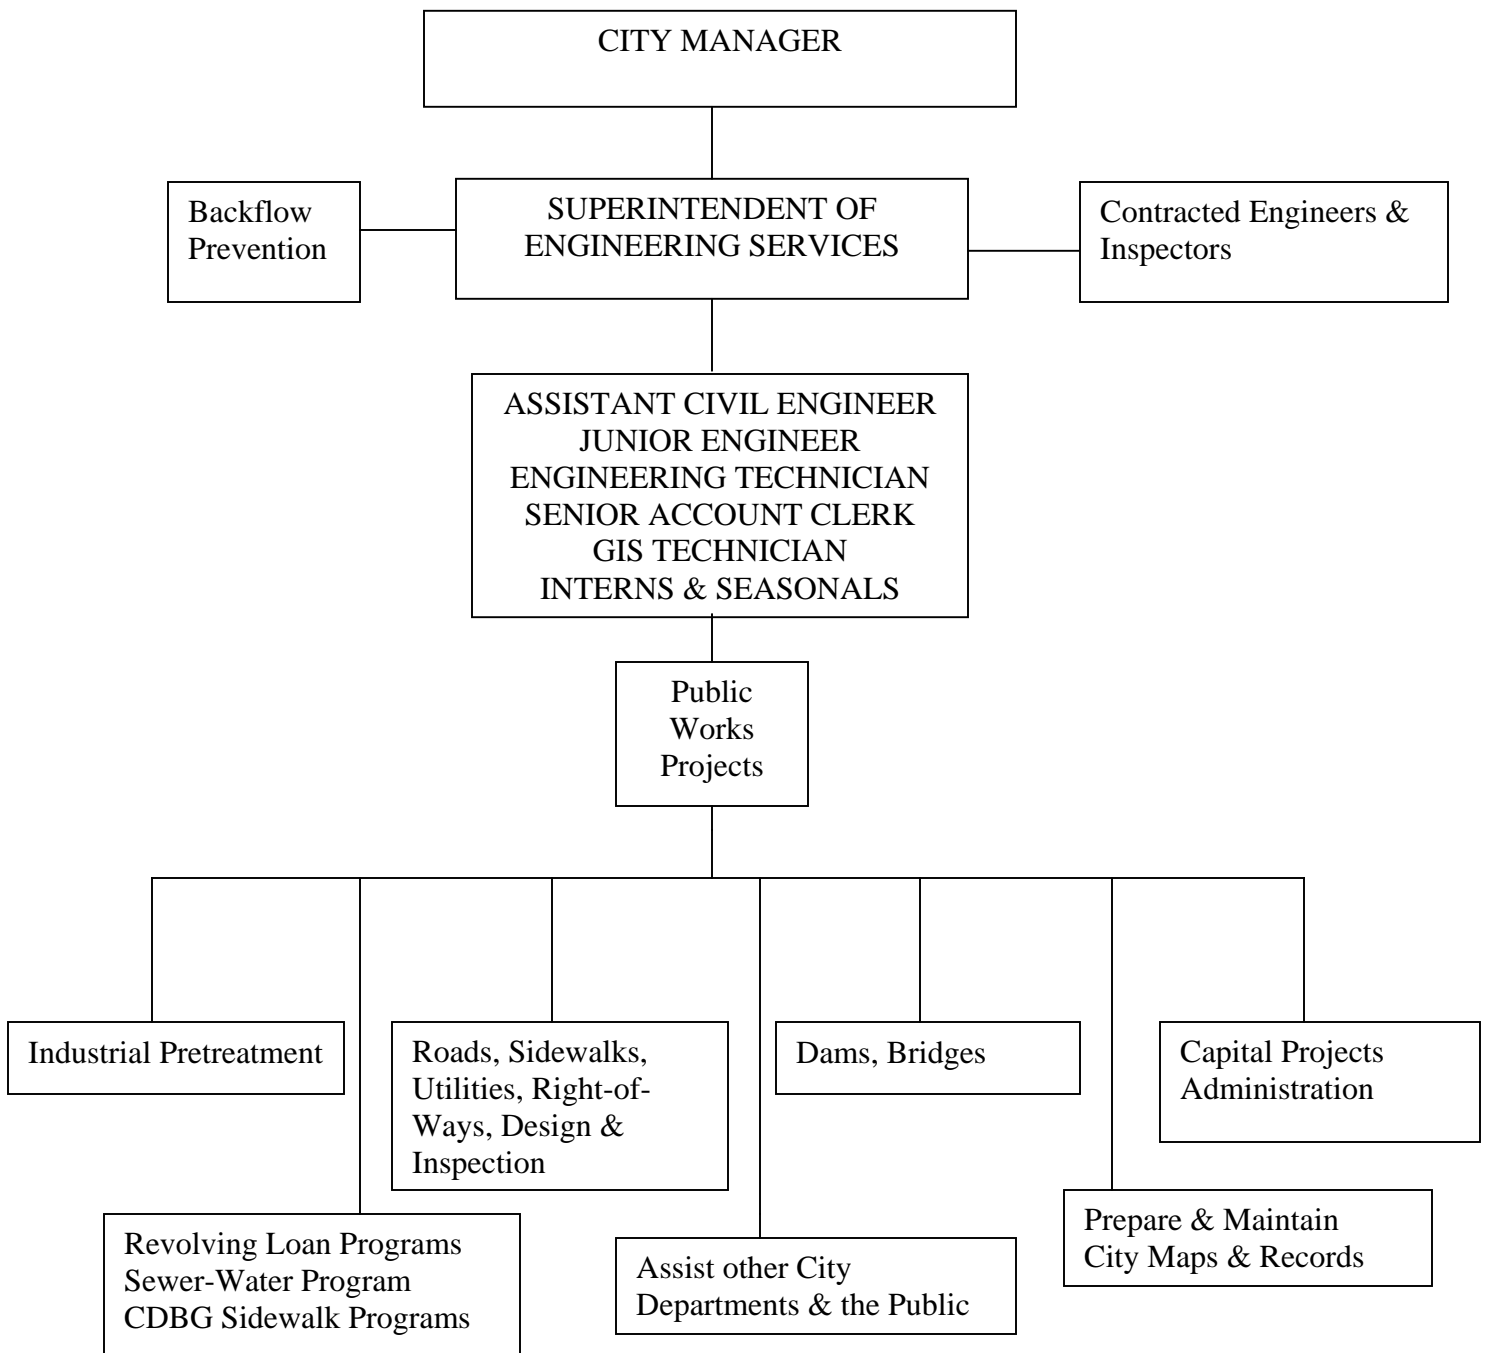 CITY MANAGER
Backflow
Prevention
SUPERINTENDENT OF
ENGINEERING SERVICES
Contracted Engineers &
Inspectors
ASSISTANT CIVIL ENGINEER
JUNIOR ENGINEER
ENGINEERING TECHNICIAN
SENIOR ACCOUNT CLERK
GIS TECHNICIAN
INTERNS & SEASONALS
Public
Works
Projects
Industrial Pretreatment
Roads, Sidewalks,
Utilities, Right-of-
Ways, Design &
Inspection
Dams, Bridges
Capital Projects
Administration
Revolving Loan Programs
Sewer-Water Program
CDBG Sidewalk Programs
Assist other City
Departments & the Public
Prepare & Maintain
City Maps & Records